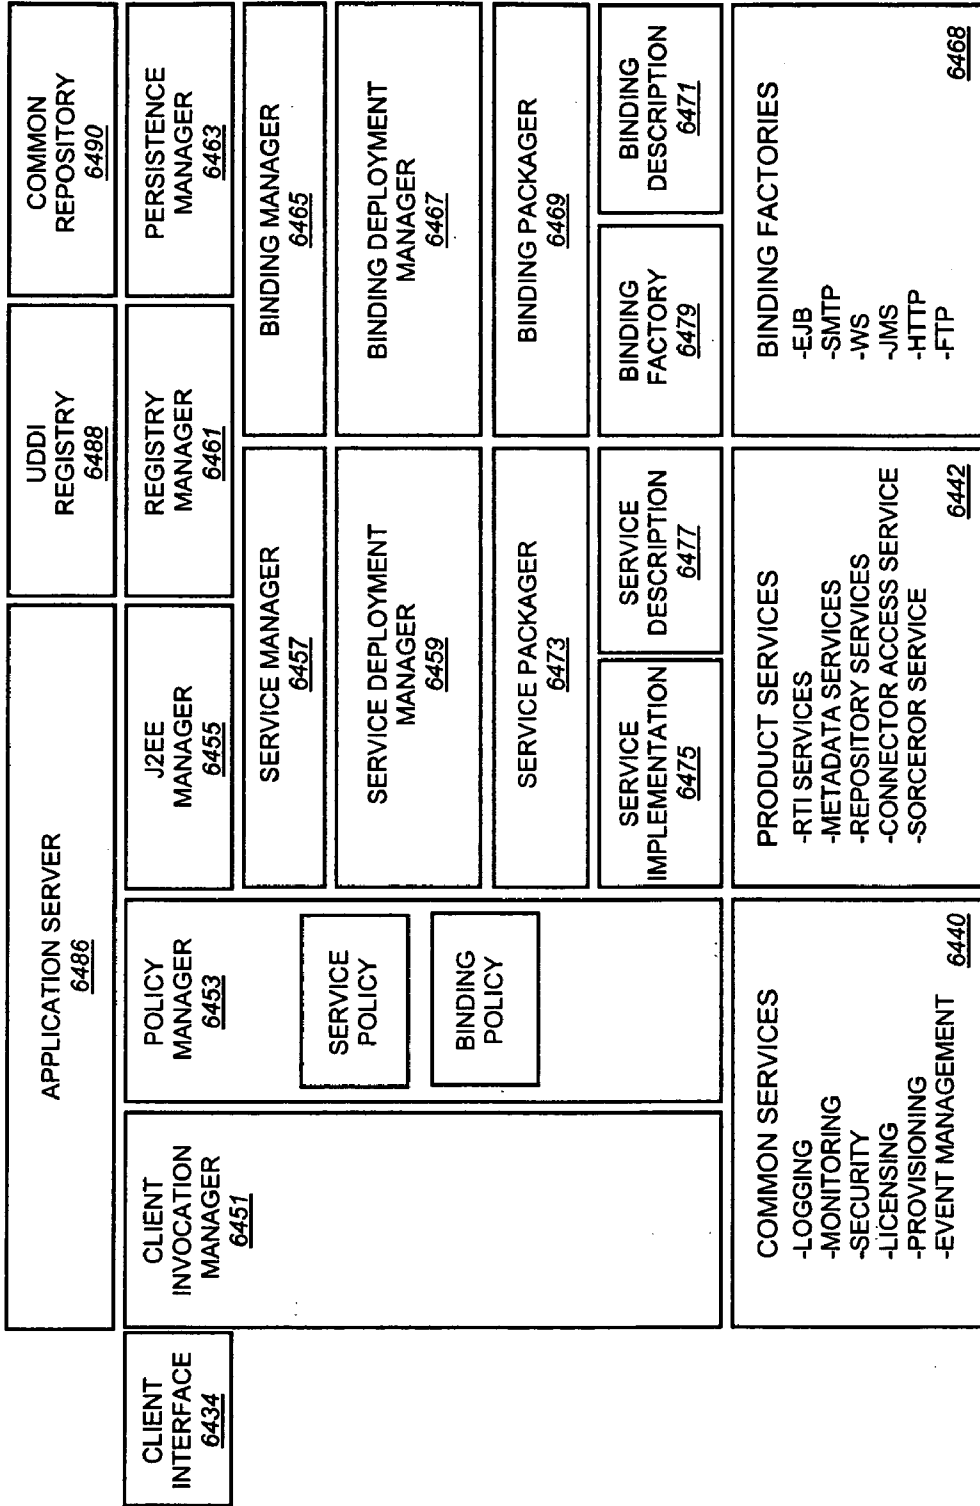 APPLICATION SERVER
6486
UDDI
REGISTRY
6488
COMMON
REPOSITORY
6490
CLIENT
INTERFACE
6434
CLIENT
INVOCATION
MANAGER
6451
POLICY
MANAGER
6453
SERVICE
POLICY
BINDING
POLICY
J2EE
MANAGER
6455
REGISTRY
MANAGER
6461
PERSISTENCE
MANAGER
6463
SERVICE MANAGER
6457
BINDING MANAGER
6465
SERVICE DEPLOYMENT
MANAGER
6459
BINDING DEPLOYMENT
MANAGER
6467
SERVICE PACKAGER
6473
BINDING PACKAGER
6469
SERVICE
IMPLEMENTATION
6475
SERVICE
DESCRIPTION
6477
BINDING
FACTORY
6479
BINDING
DESCRIPTION
6471
COMMON SERVICES
-LOGGING
-MONITORING
-SECURITY
-LICENSING
-PROVISIONING
-EVENT MANAGEMENT
6440
PRODUCT SERVICES
-RTI SERVICES
-METADATA SERVICES
-REPOSITORY SERVICES
-CONNECTOR ACCESS SERVICE
-SORCEROR SERVICE
6442
BINDING FACTORIES
-EJB
-SMTP
-WS
-JMS
-HTTP
-FTP
6468